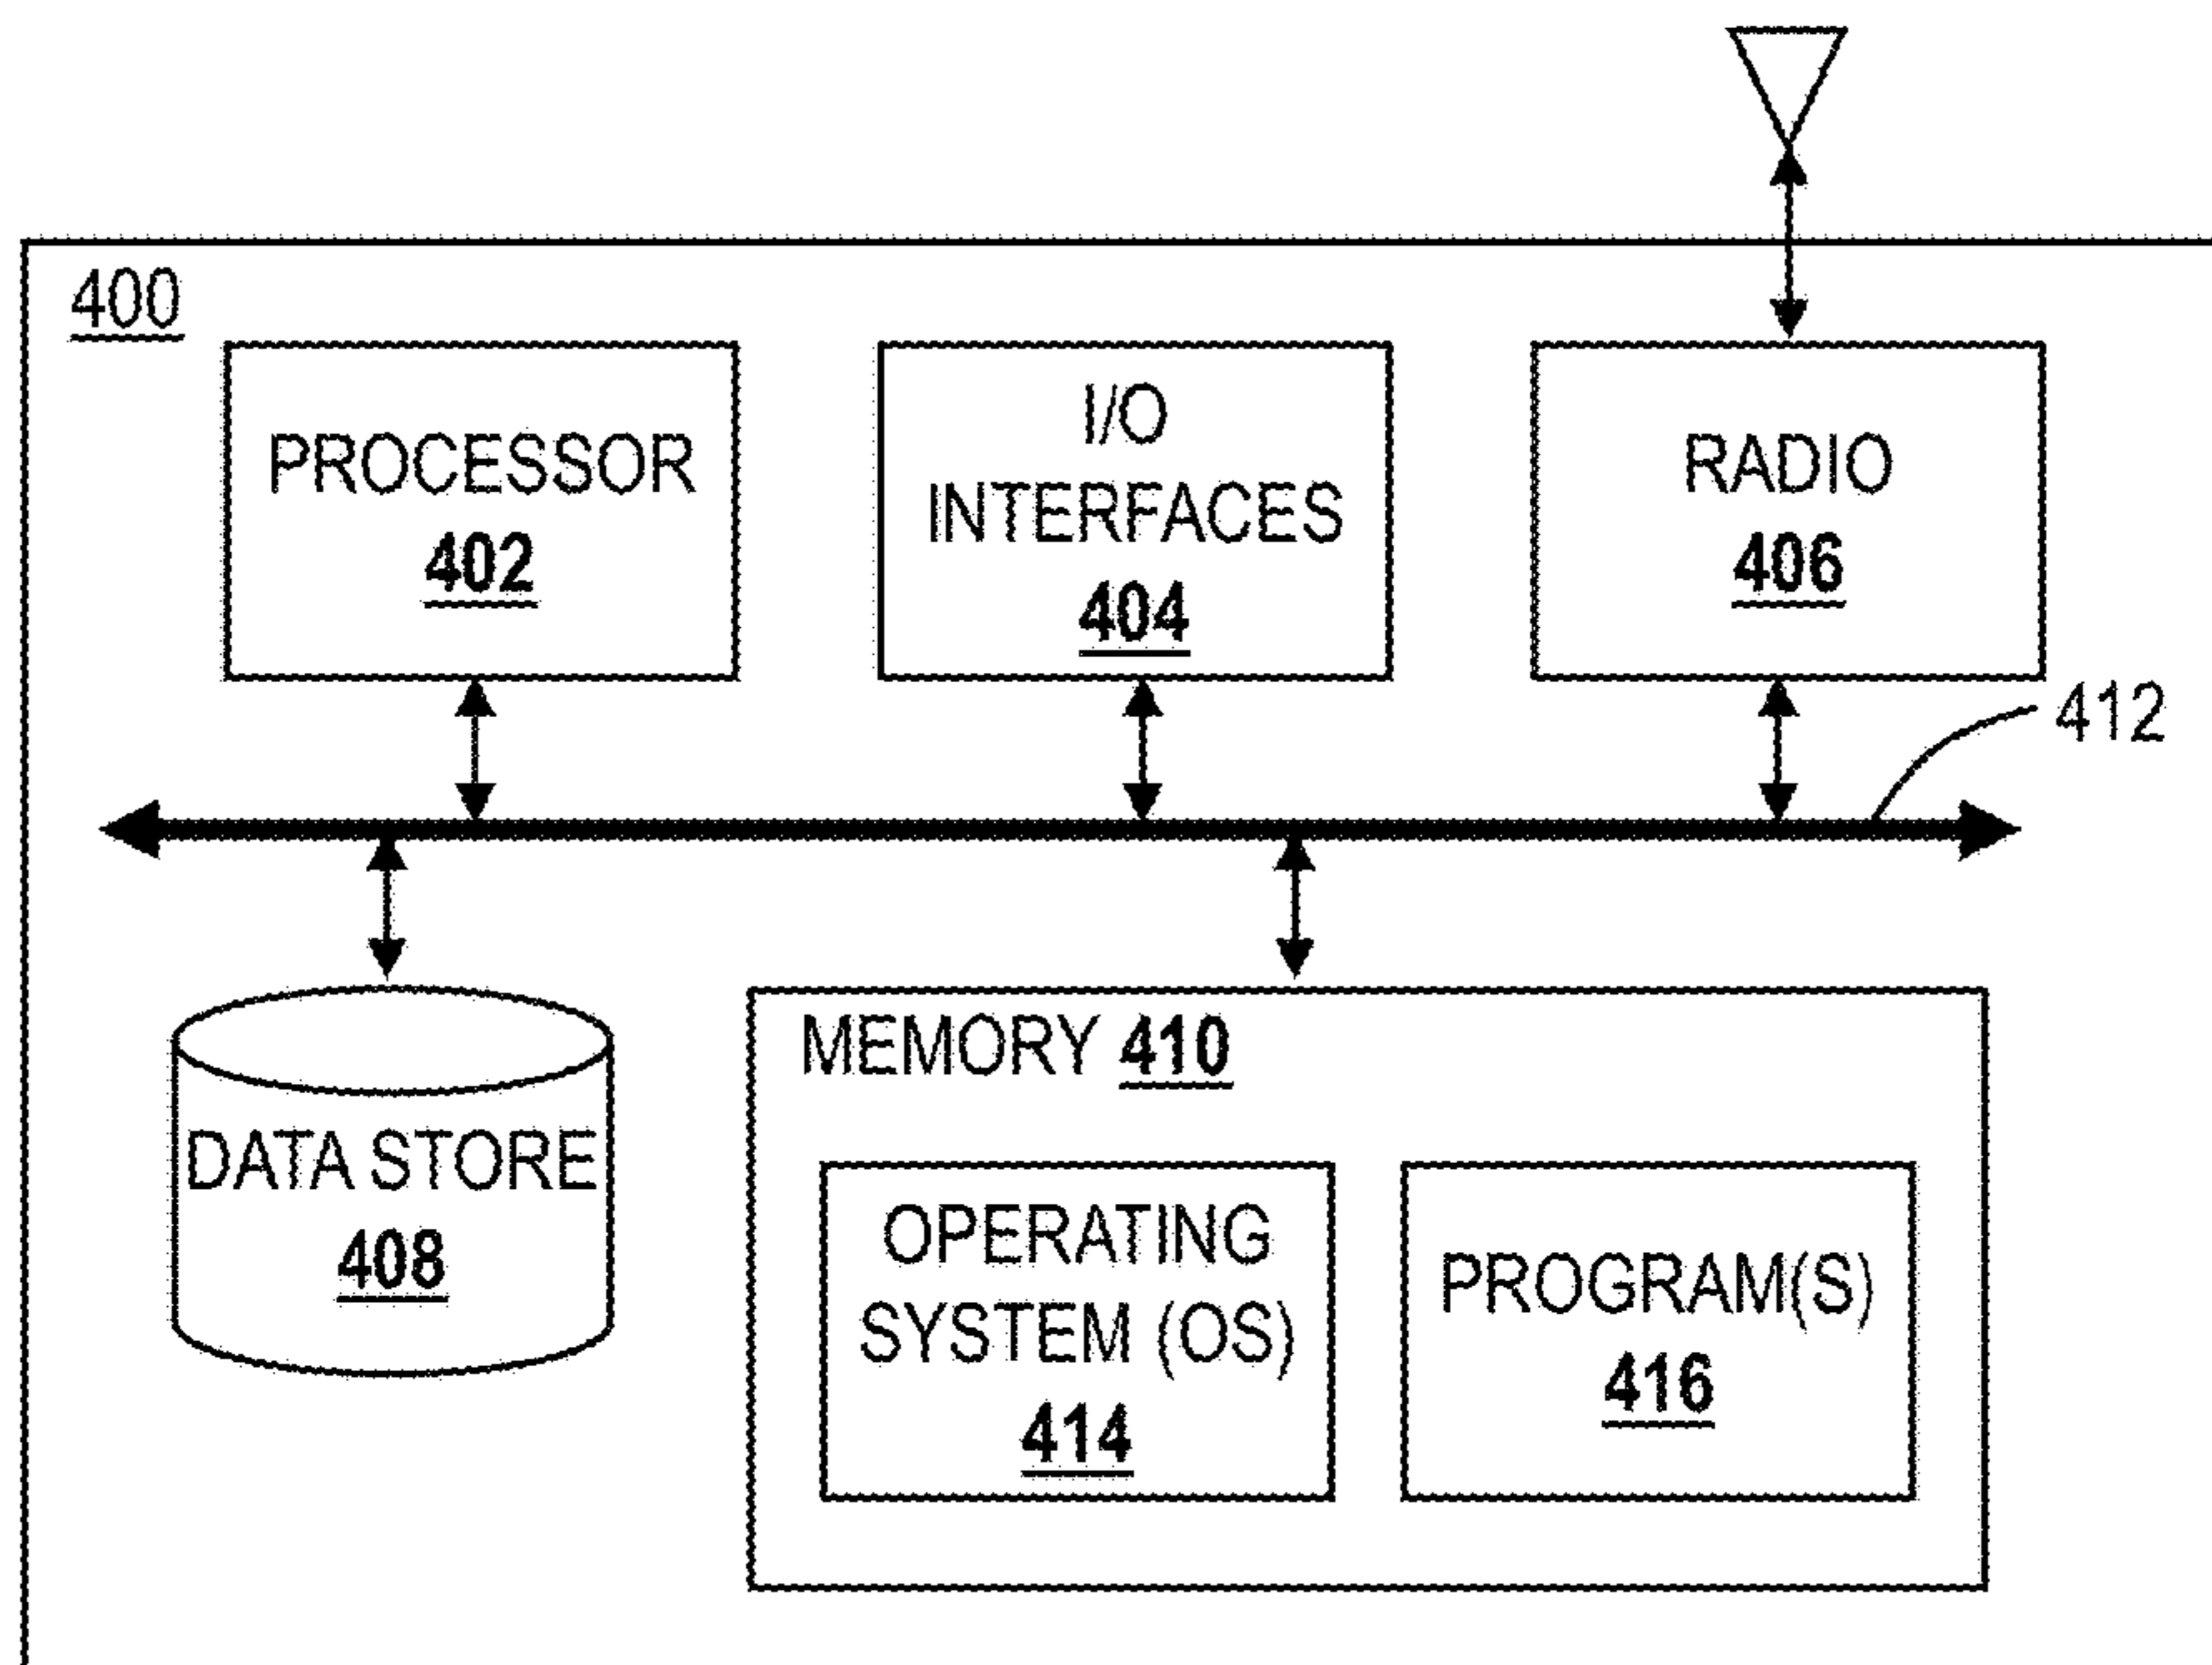 400
PROCESSOR
402
I/O
INTERFACES
404
RADIO
406
412
DATA STORE
408
MEMORY 410
OPERATING
SYSTEM (OS)
414
PROGRAM(S)
416